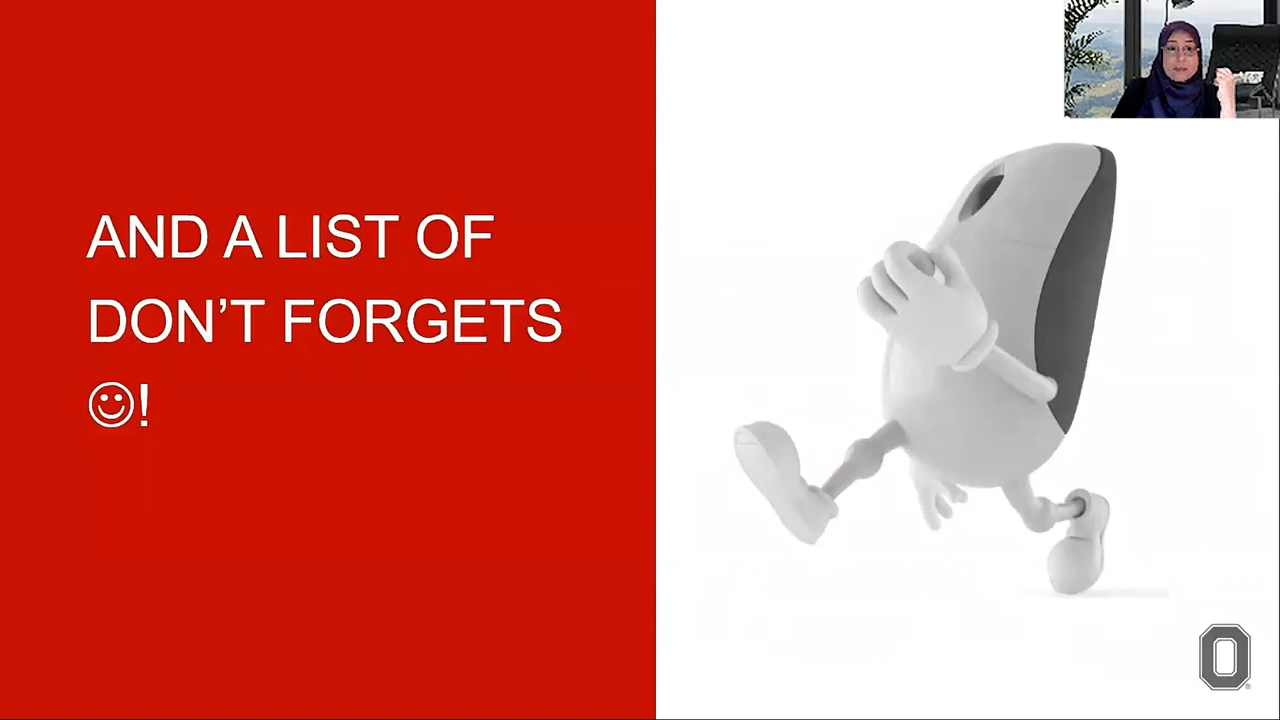 AND A LIST OF
DON’T FORGETS
☺!
O